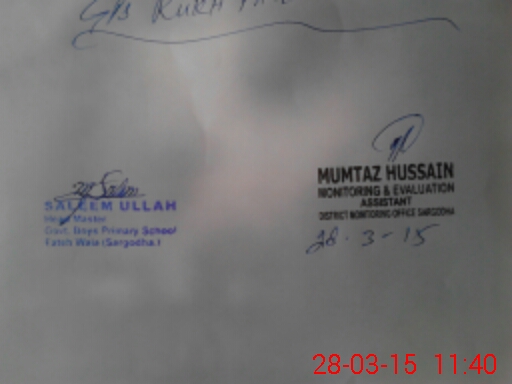 GPS
SALEEM ULLAH
Head Master
Govt. Boys Primary School
Fateh Wala (Sargodha.)
MUMTAZ HUSSAIN
MONITORING & EVALUATION
ASSISTANT
DISTRICT MONITORING OFFICE SARGODHA
28-3-15
28-03-15 11:40